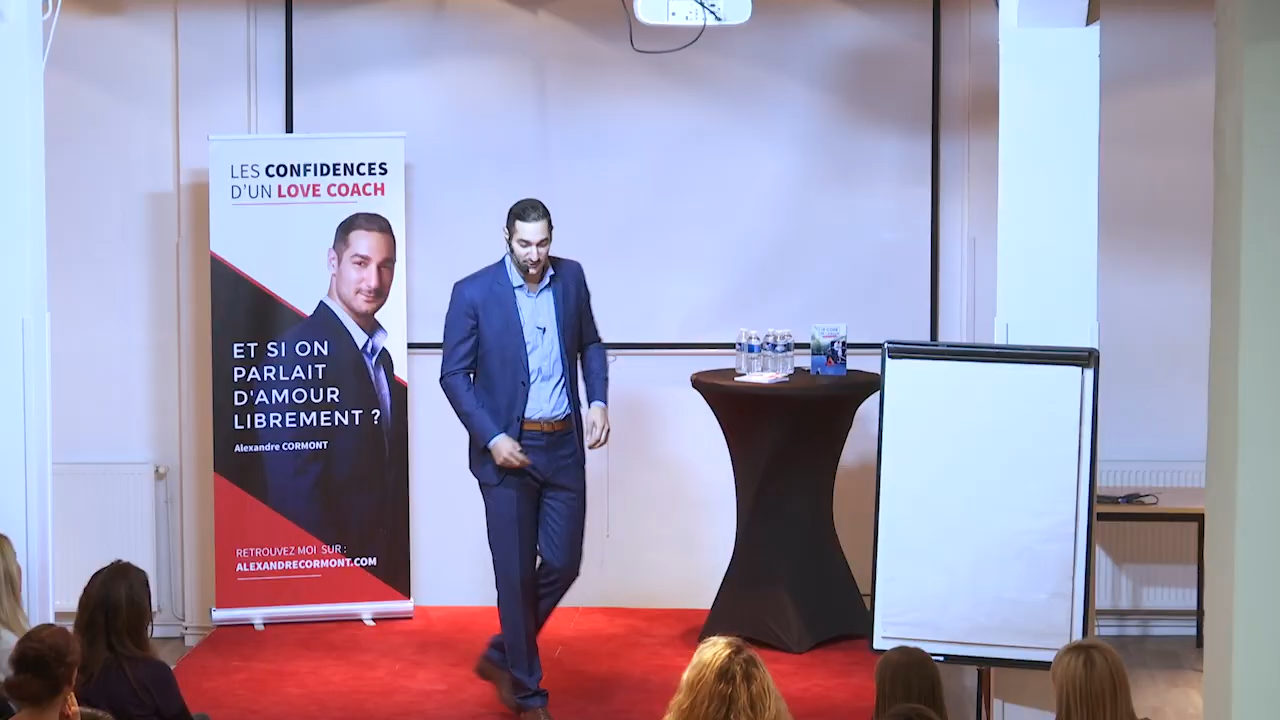 LES CONFIDENCES
D'UN LOVE COACH
ET SI ON
PARLAIT
D'AMOUR
LIBREMENT ?
Alexandre CORMONT
RETROUVEZ MOI SUR :
ALEXANDRECORMONT.COM